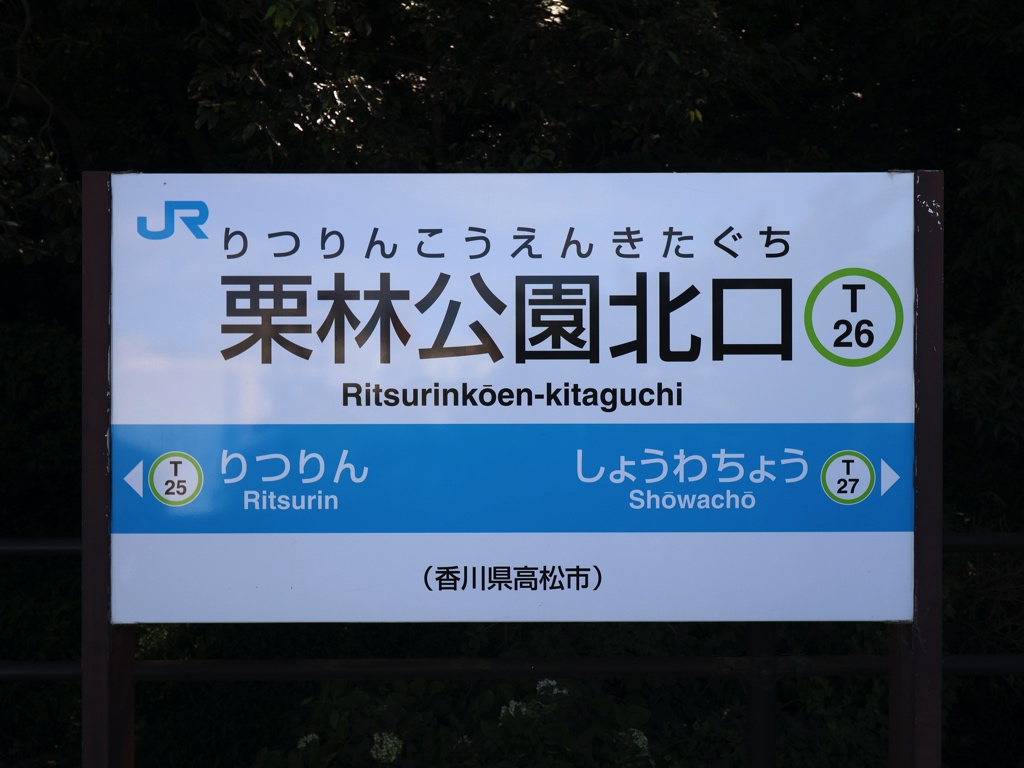 JR
りつりんこうえんきたぐち
栗林公園北口
T
26
Ritsurinkōen-kitaguchi
T
25
りつりん
Ritsurin
しょうわちょう
Shōwachō
T
27
（香川県高松市）